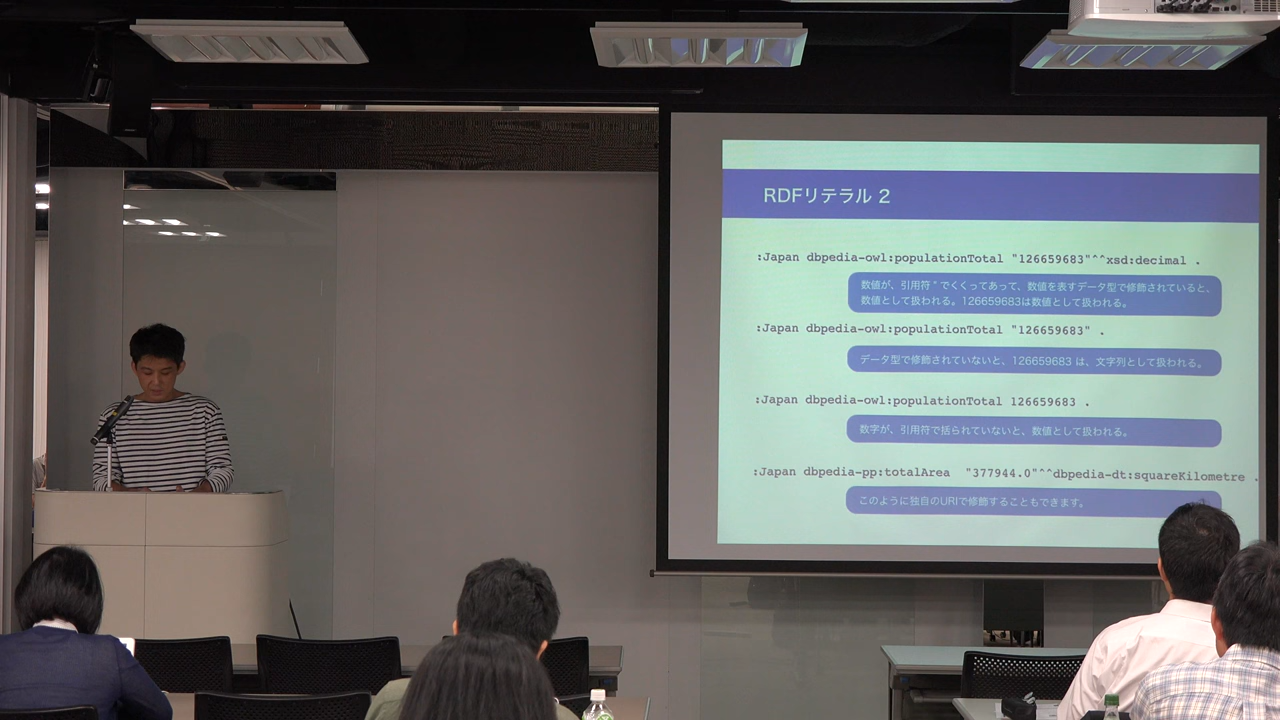 RDFリテラル 2
:Japan dbpedia-owl:populationTotal "126659683"^^xsd:decimal .
数値が、引用符 " でくくってあって、数値を表すデータ型で修飾されていると、
数値として扱われる。126659683は数値として扱われる。
:Japan dbpedia-owl:populationTotal "126659683" .
データ型で修飾されていないと、126659683 は、文字列として扱われる。
:Japan dbpedia-owl:populationTotal 126659683 .
数字が、引用符で括られていないと、数値として扱われる。
:Japan dbpedia-pp:totalArea "377944.0"^^dbpedia-dt:squareKilometre .
このように独自のURIで修飾することもできます。